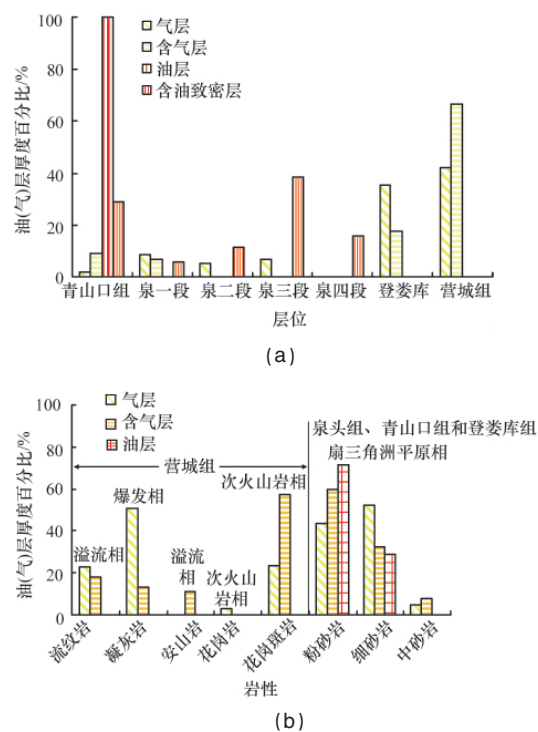 100
80
60
40
20
0
油(气)层厚度百分比/%
气层
含气层
油层
含油致密层
青山口组 泉一段 泉二段 泉三段 泉四段 登娄库 营城组
层位
(a)
100
80
60
40
20
0
油(气)层厚度百分比/%
气层
含气层
油层
泉头组、青山口组和登娄库组
扇三角洲平原相
营城组
次火山岩相
爆发相
溢流相
溢流
相
次火山
岩相
流纹岩 凝灰岩 安山岩 花岗岩 花岗斑岩 粉砂岩 细砂岩 中砂岩
岩性
(b)